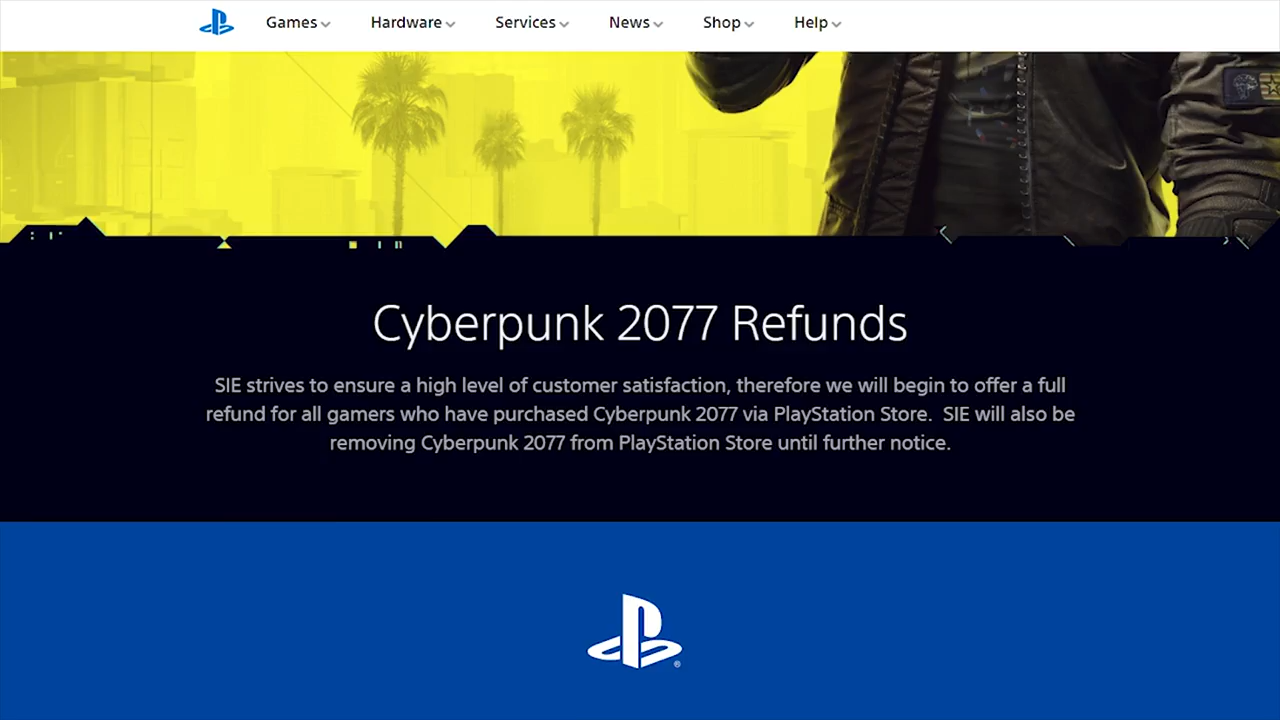 Games Hardware Services News Shop Help
Cyberpunk 2077 Refunds
SIE strives to ensure a high level of customer satisfaction, therefore we will begin to offer a full
refund for all gamers who have purchased Cyberpunk 2077 via PlayStation Store.  SIE will also be
removing Cyberpunk 2077 from PlayStation Store until further notice.
®